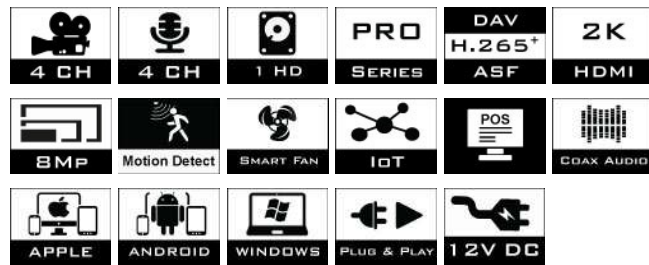 4 CH
4 CH
1 HD
PRO
SERIES
DAV
H.265+
ASF
2K
HDMI
8MP
Motion Detect
SMART FAN
IOT
POS
COAX AUDIO
APPLE
ANDROID
WINDOWS
PLUG & PLAY
12V DC